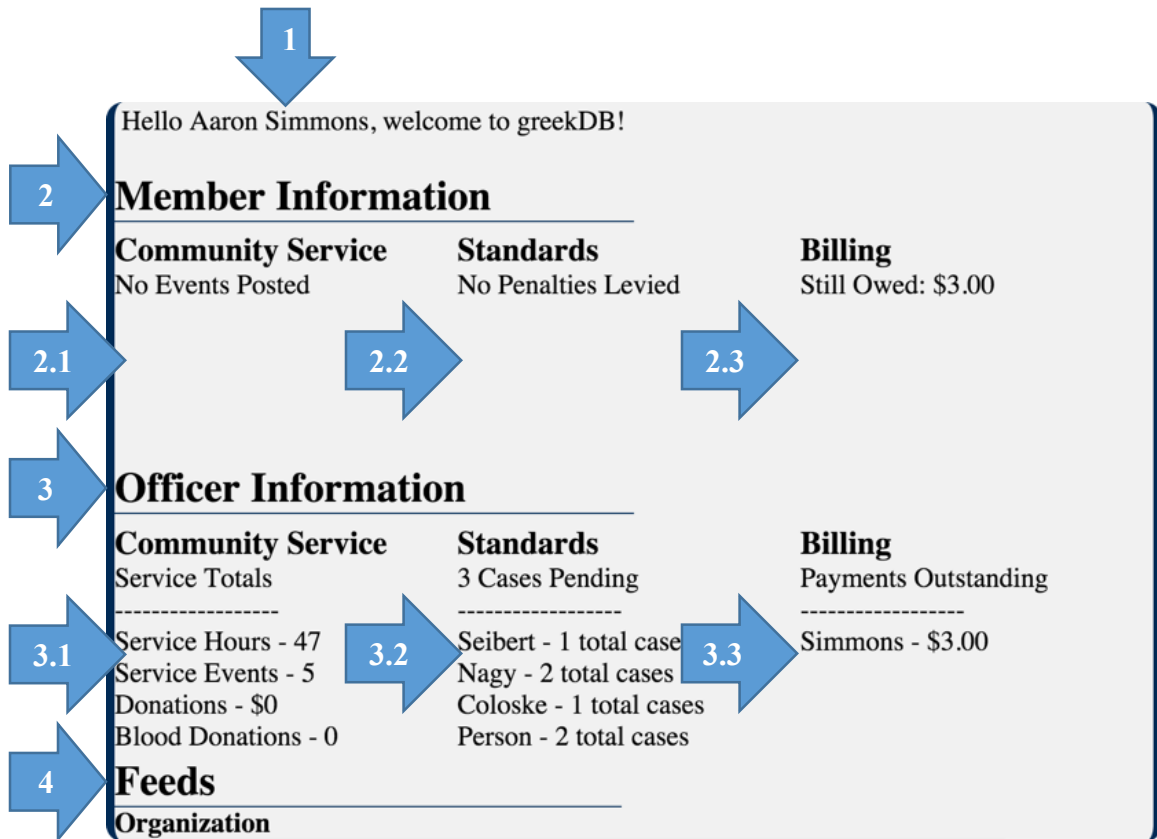 1
Hello Aaron Simmons, welcome to greekDB!
2
Member Information
Community Service Standards Billing
No Events Posted No Penalties Levied Still Owed: $3.00
2.1 2.2 2.3
3
Officer Information
Community Service Standards Billing
Service Totals 3 Cases Pending Payments Outstanding
------------------ ------------------ ------------------
Service Hours - 47 Seibert - 1 total case Simmons - $3.00
3.1 3.2 3.3
Service Events - 5 Nagy - 2 total cases
Donations - $0 Coloske - 1 total cases
Blood Donations - 0 Person - 2 total cases
4
Feeds
Organization